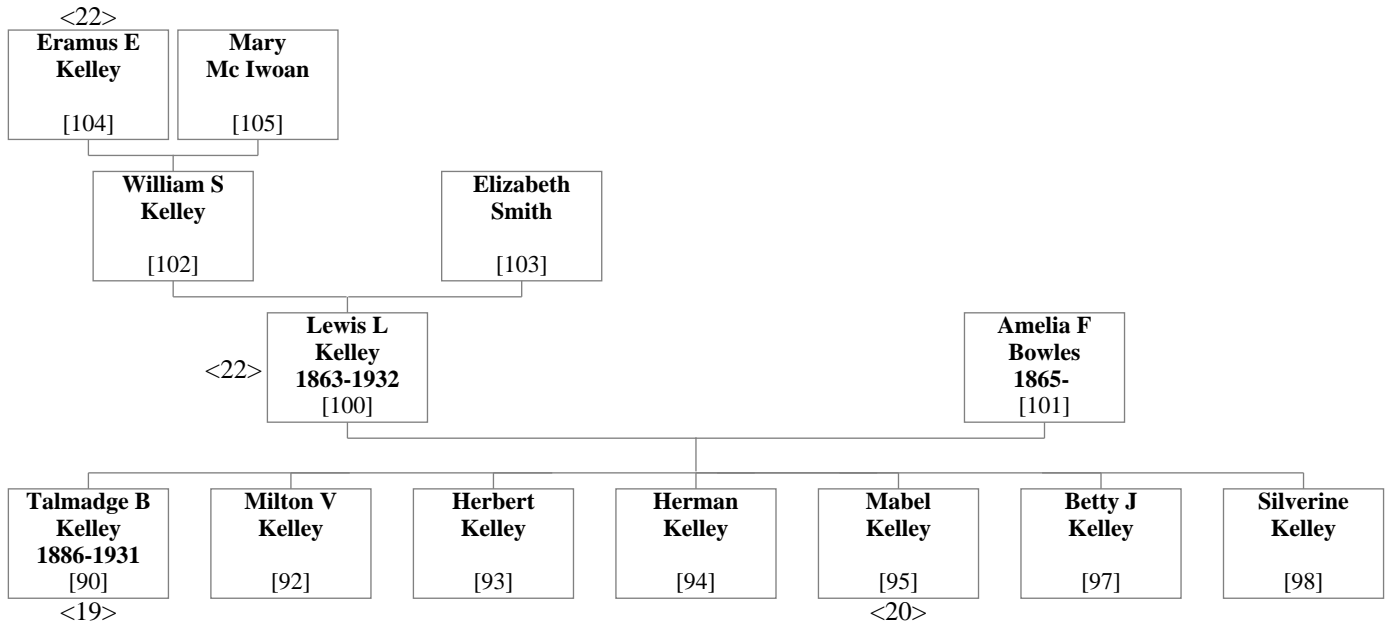 <22>
Eramus E
Kelley
[104]
Mary
Mc Iwoan
[105]
William S
Kelley
[102]
Elizabeth
Smith
[103]
<22>
Lewis L
Kelley
1863-1932
[100]
Amelia F
Bowles
1865-
[101]
Talmadge B
Kelley
1886-1931
[90]
<19>
Milton V
Kelley
[92]
Herbert
Kelley
[93]
Herman
Kelley
[94]
Mabel
Kelley
[95]
<20>
Betty J
Kelley
[97]
Silverine
Kelley
[98]